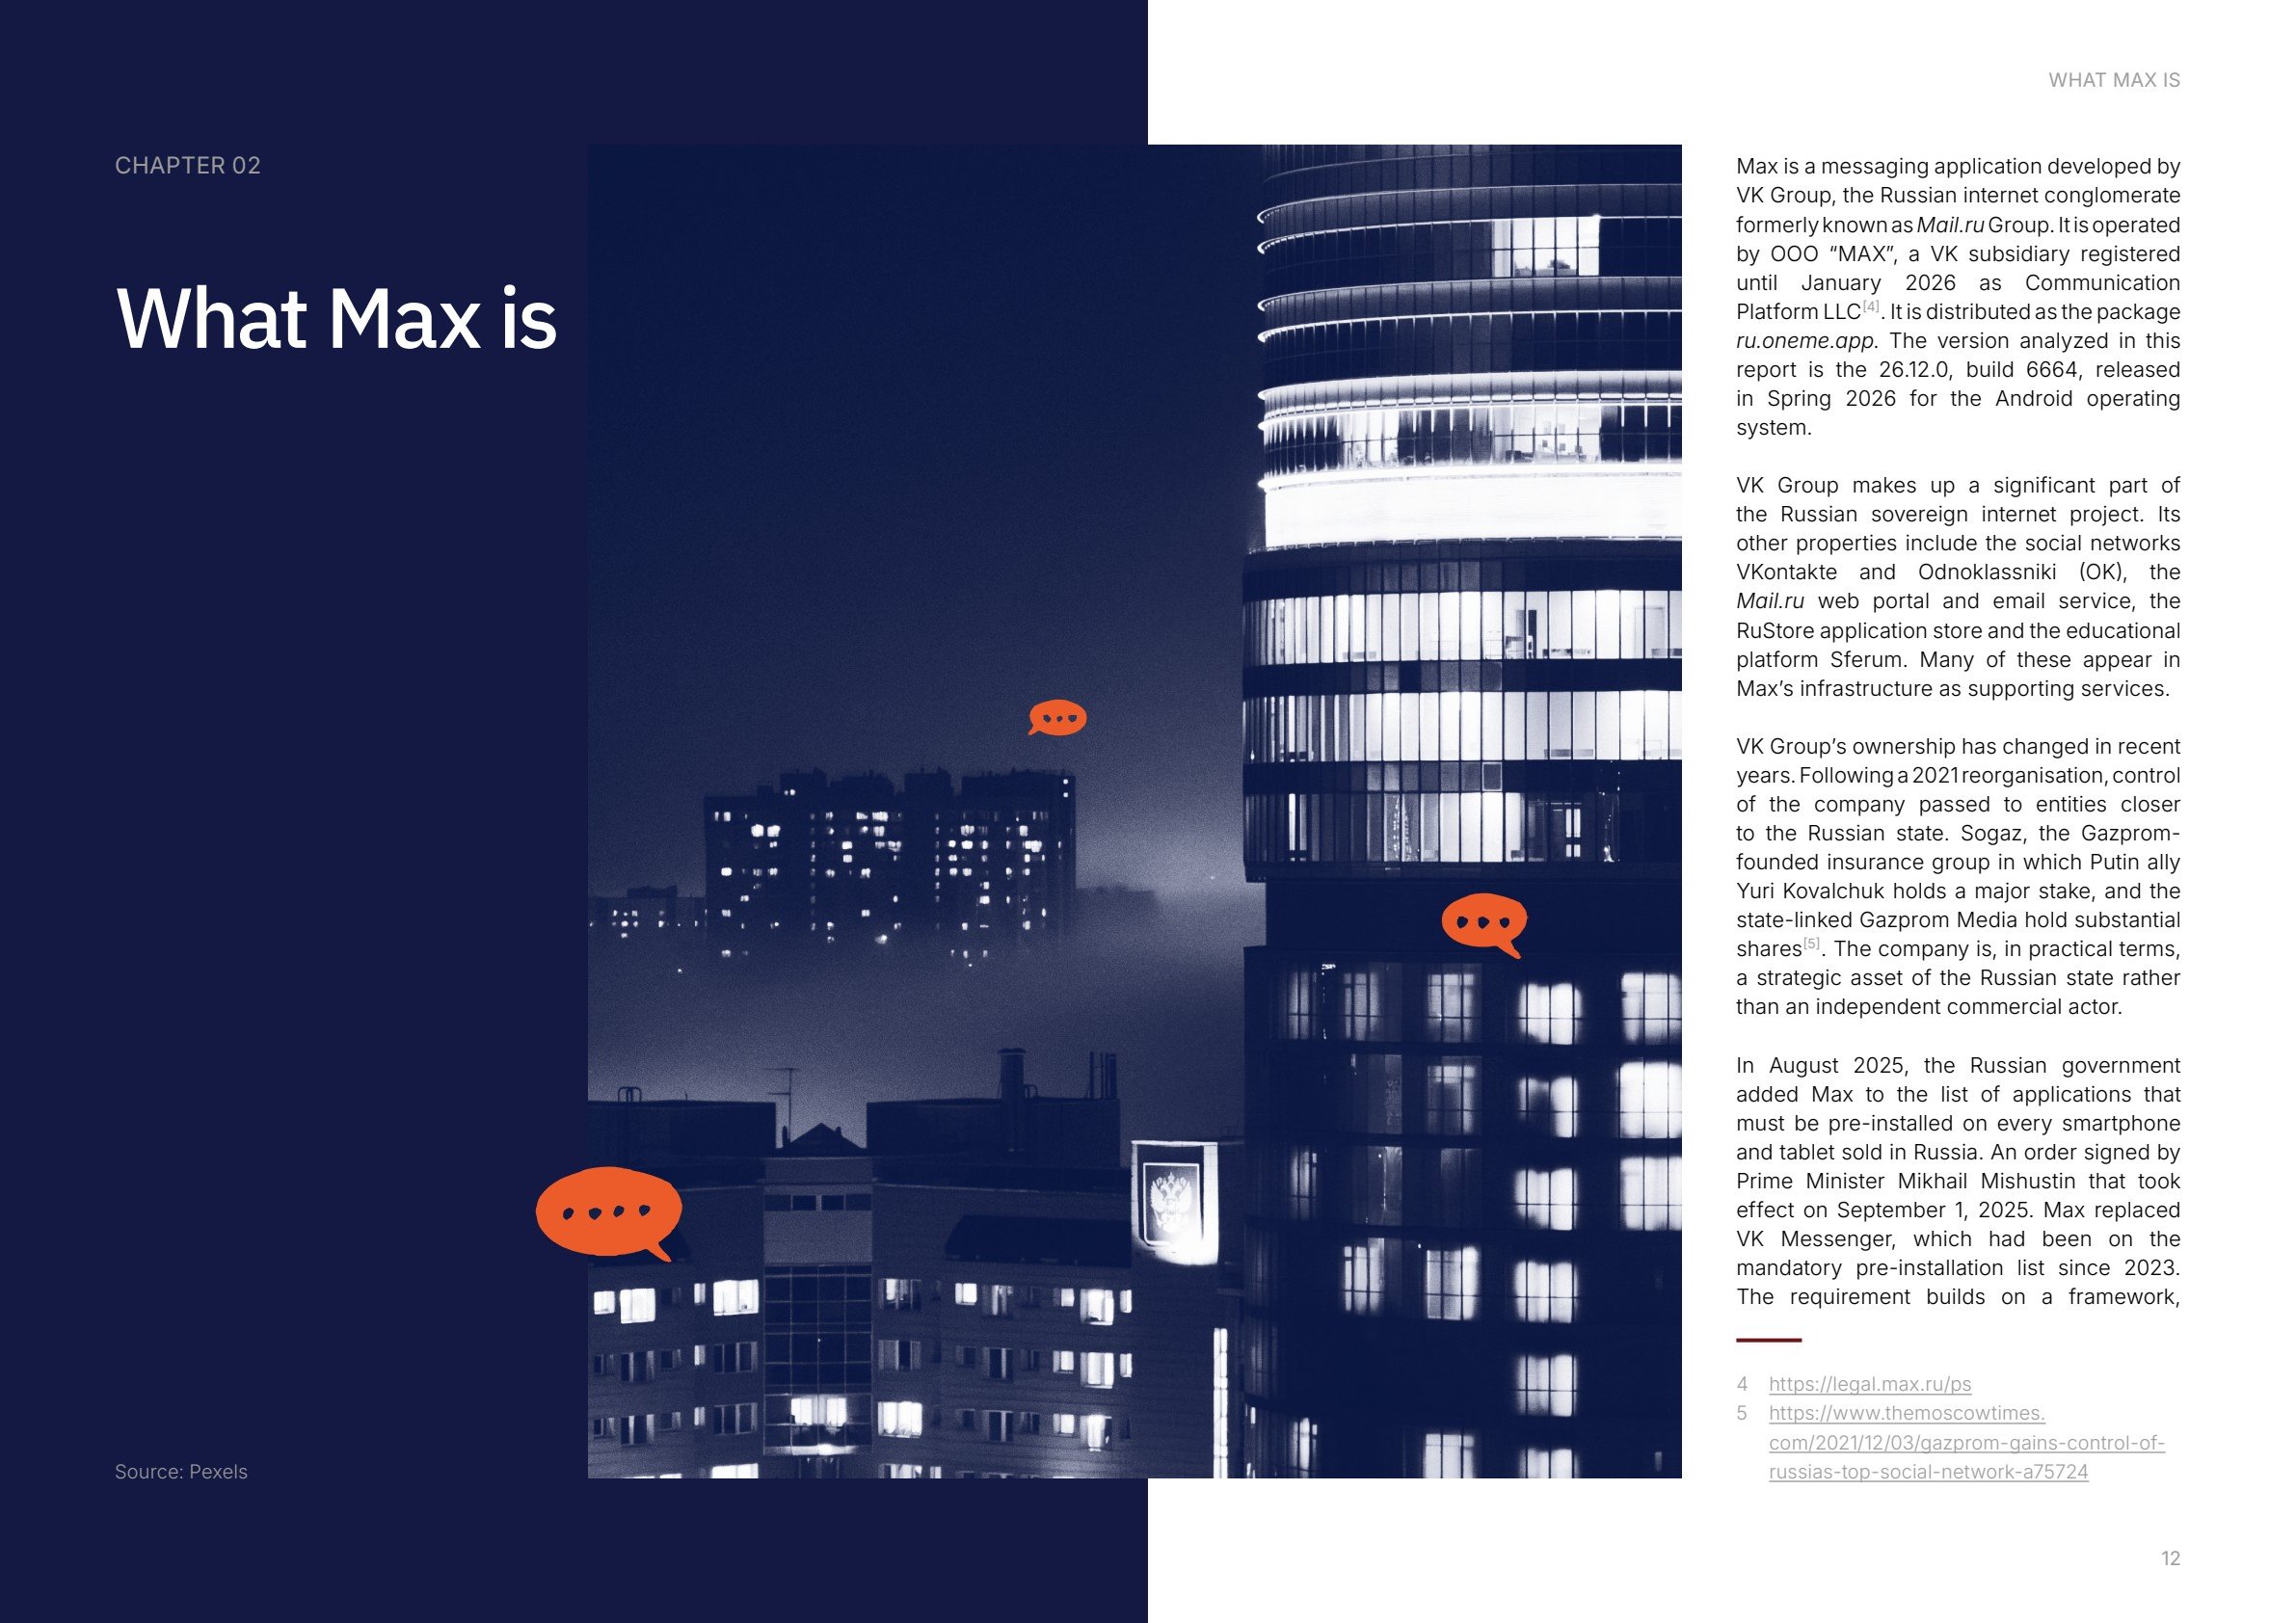 WHAT MAX IS
CHAPTER 02
What Max is
Source: Pexels
Max is a messaging application developed by
VK Group, the Russian internet conglomerate
formerly known as Mail.ru Group. It is operated
by OOO “MAX”, a VK subsidiary registered
until January 2026 as Communication
Platform LLC[4]. It is distributed as the package
ru.oneme.app. The version analyzed in this
report is the 26.12.0, build 6664, released
in Spring 2026 for the Android operating
system.
VK Group makes up a significant part of
the Russian sovereign internet project. Its
other properties include the social networks
VKontakte and Odnoklassniki (OK), the
Mail.ru web portal and email service, the
RuStore application store and the educational
platform Sferum. Many of these appear in
Max’s infrastructure as supporting services.
VK Group’s ownership has changed in recent
years. Following a 2021 reorganisation, control
of the company passed to entities closer
to the Russian state. Sogaz, the Gazprom-
founded insurance group in which Putin ally
Yuri Kovalchuk holds a major stake, and the
state-linked Gazprom Media hold substantial
shares[5]. The company is, in practical terms,
a strategic asset of the Russian state rather
than an independent commercial actor.
In August 2025, the Russian government
added Max to the list of applications that
must be pre-installed on every smartphone
and tablet sold in Russia. An order signed by
Prime Minister Mikhail Mishustin that took
effect on September 1, 2025. Max replaced
VK Messenger, which had been on the
mandatory pre-installation list since 2023.
The requirement builds on a framework,
4 https://legal.max.ru/ps
5 https://www.themoscowtimes.
com/2021/12/03/gazprom-gains-control-of-
russias-top-social-network-a75724
12